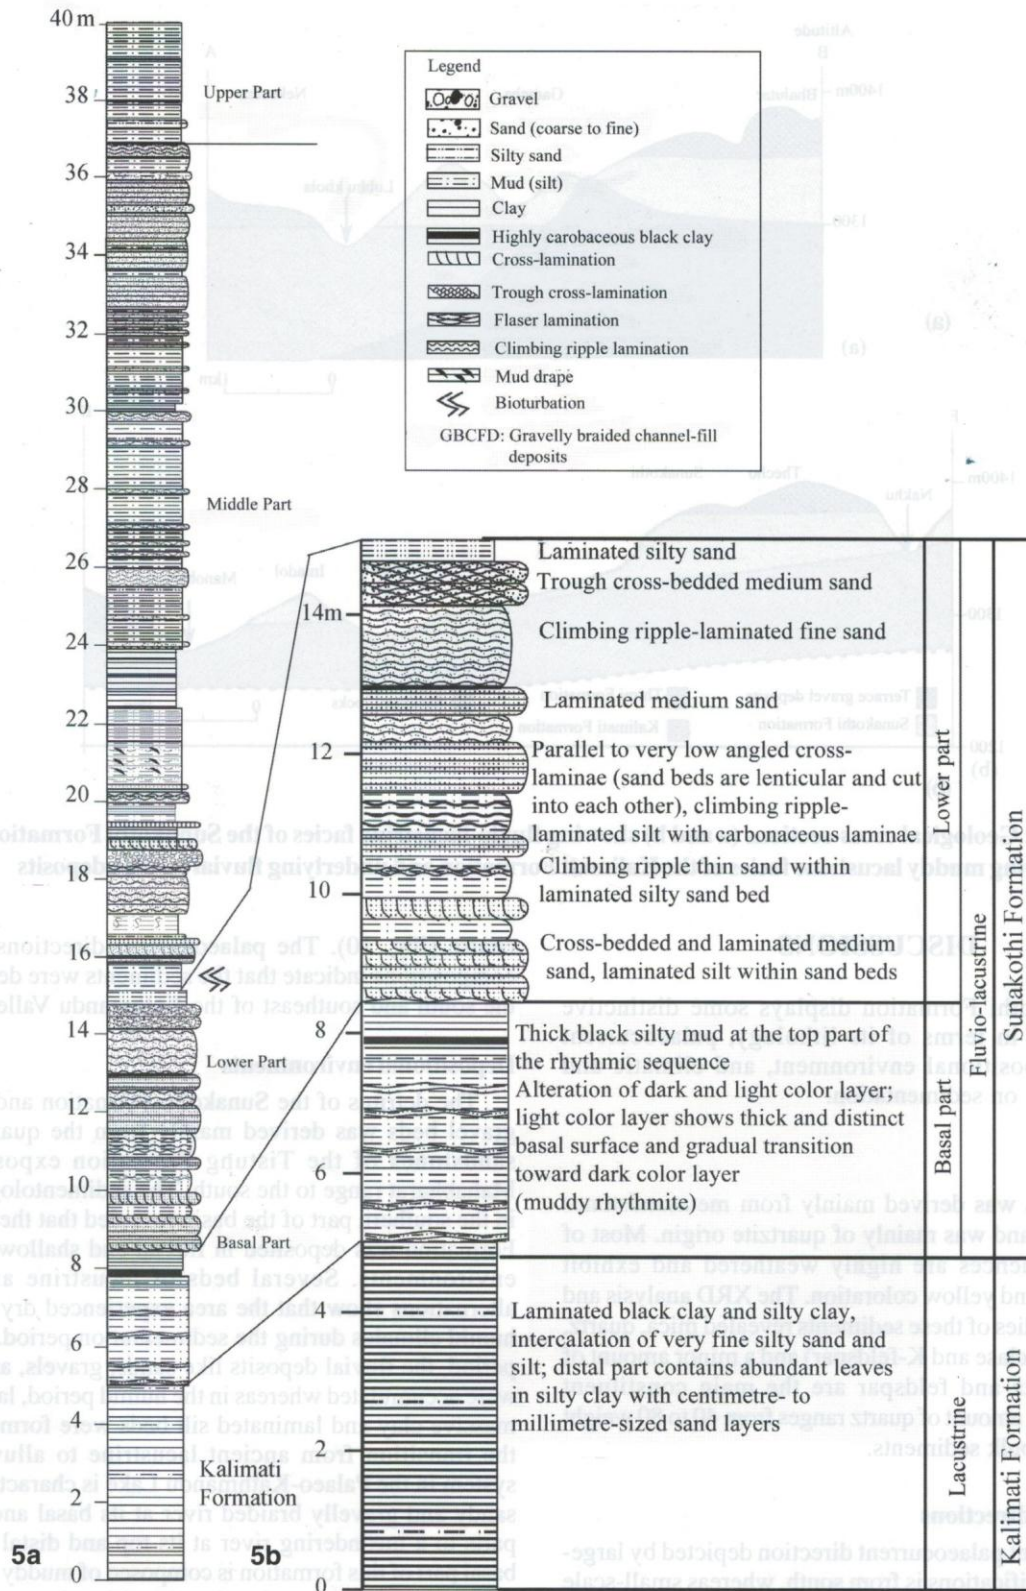 40 m
38
36
34
32
30
28
26
24
22
20
18
16
14
12
10
8
6
4
2
0
Upper Part
Middle Part
Lower Part
Basal Part
Kalimati
Formation
5a
Legend
Gravel
Sand (coarse to fine)
Silty sand
Mud (silt)
Clay
Highly carobaceous black clay
Cross-lamination
Trough cross-lamination
Flaser lamination
Climbing ripple lamination
Mud drape
Bioturbation
GBCFD: Gravelly braided channel-fill
deposits
14m
12
10
8
6
4
2
0
5b
Laminated silty sand
Trough cross-bedded medium sand
Climbing ripple-laminated fine sand
Laminated medium sand
Parallel to very low angled cross-
laminae (sand beds are lenticular and cut
into each other), climbing ripple-
laminated silt with carbonaceous laminae
Climbing ripple thin sand within
laminated silty sand bed
Cross-bedded and laminated medium
sand, laminated silt within sand beds
Thick black silty mud at the top part of
the rhythmic sequence
Alteration of dark and light color layer;
light color layer shows thick and distinct
basal surface and gradual transition
toward dark color layer
(muddy rhythmite)
Laminated black clay and silty clay,
intercalation of very fine silty sand and
silt; distal part contains abundant leaves
in silty clay with centimetre to
millimetre-sized sand layers
Lower part
Basal part
Fluvio-lacustrine
Lacustrine
Sunakothi Formation
Kalimati Formation